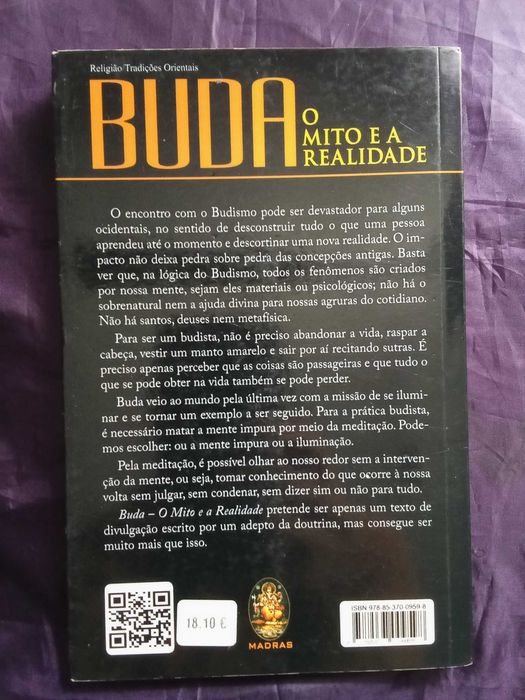 Religião/Tradições Orientais
BUDA
O
MITO E A
REALIDADE
O encontro com o Budismo pode ser devastador para alguns
ocidentais, no sentido de desconstruir tudo o que uma pessoa
aprendeu até o momento e descortinar uma nova realidade. O im-
pacto não deixa pedra sobre pedra das concepções antigas. Basta
ver que, na lógica do Budismo, todos os fenômenos são criados
por nossa mente, sejam eles materiais ou psicológicos; não há o
sobrenatural nem a ajuda divina para nossas agruras do cotidiano.
Não há santos, deuses nem metafísica.
Para ser um budista, não é preciso abandonar a vida, raspar a
cabeça, vestir um manto amarelo e sair por aí recitando sutras. É
preciso apenas perceber que as coisas são passageiras e que tudo o
que se pode obter na vida também se pode perder.
Buda veio ao mundo pela última vez com a missão de se ilumi-
nar e se tornar um exemplo a ser seguido. Para a prática budista,
é necessário matar a mente impura por meio da meditação. Pode-
mos escolher: ou a mente impura ou a iluminação.
Pela meditação, é possível olhar ao nosso redor sem a interven-
ção da mente, ou seja, tomar conhecimento do que ocorre à nossa
volta sem julgar, sem condenar, sem dizer sim ou não para tudo.
Buda – O Mito e a Realidade pretende ser apenas um texto de
divulgação escrito por um adepto da doutrina, mas consegue ser
muito mais que isso.
18.10 €
MADRAS
ISBN 978 85 370 0959 8